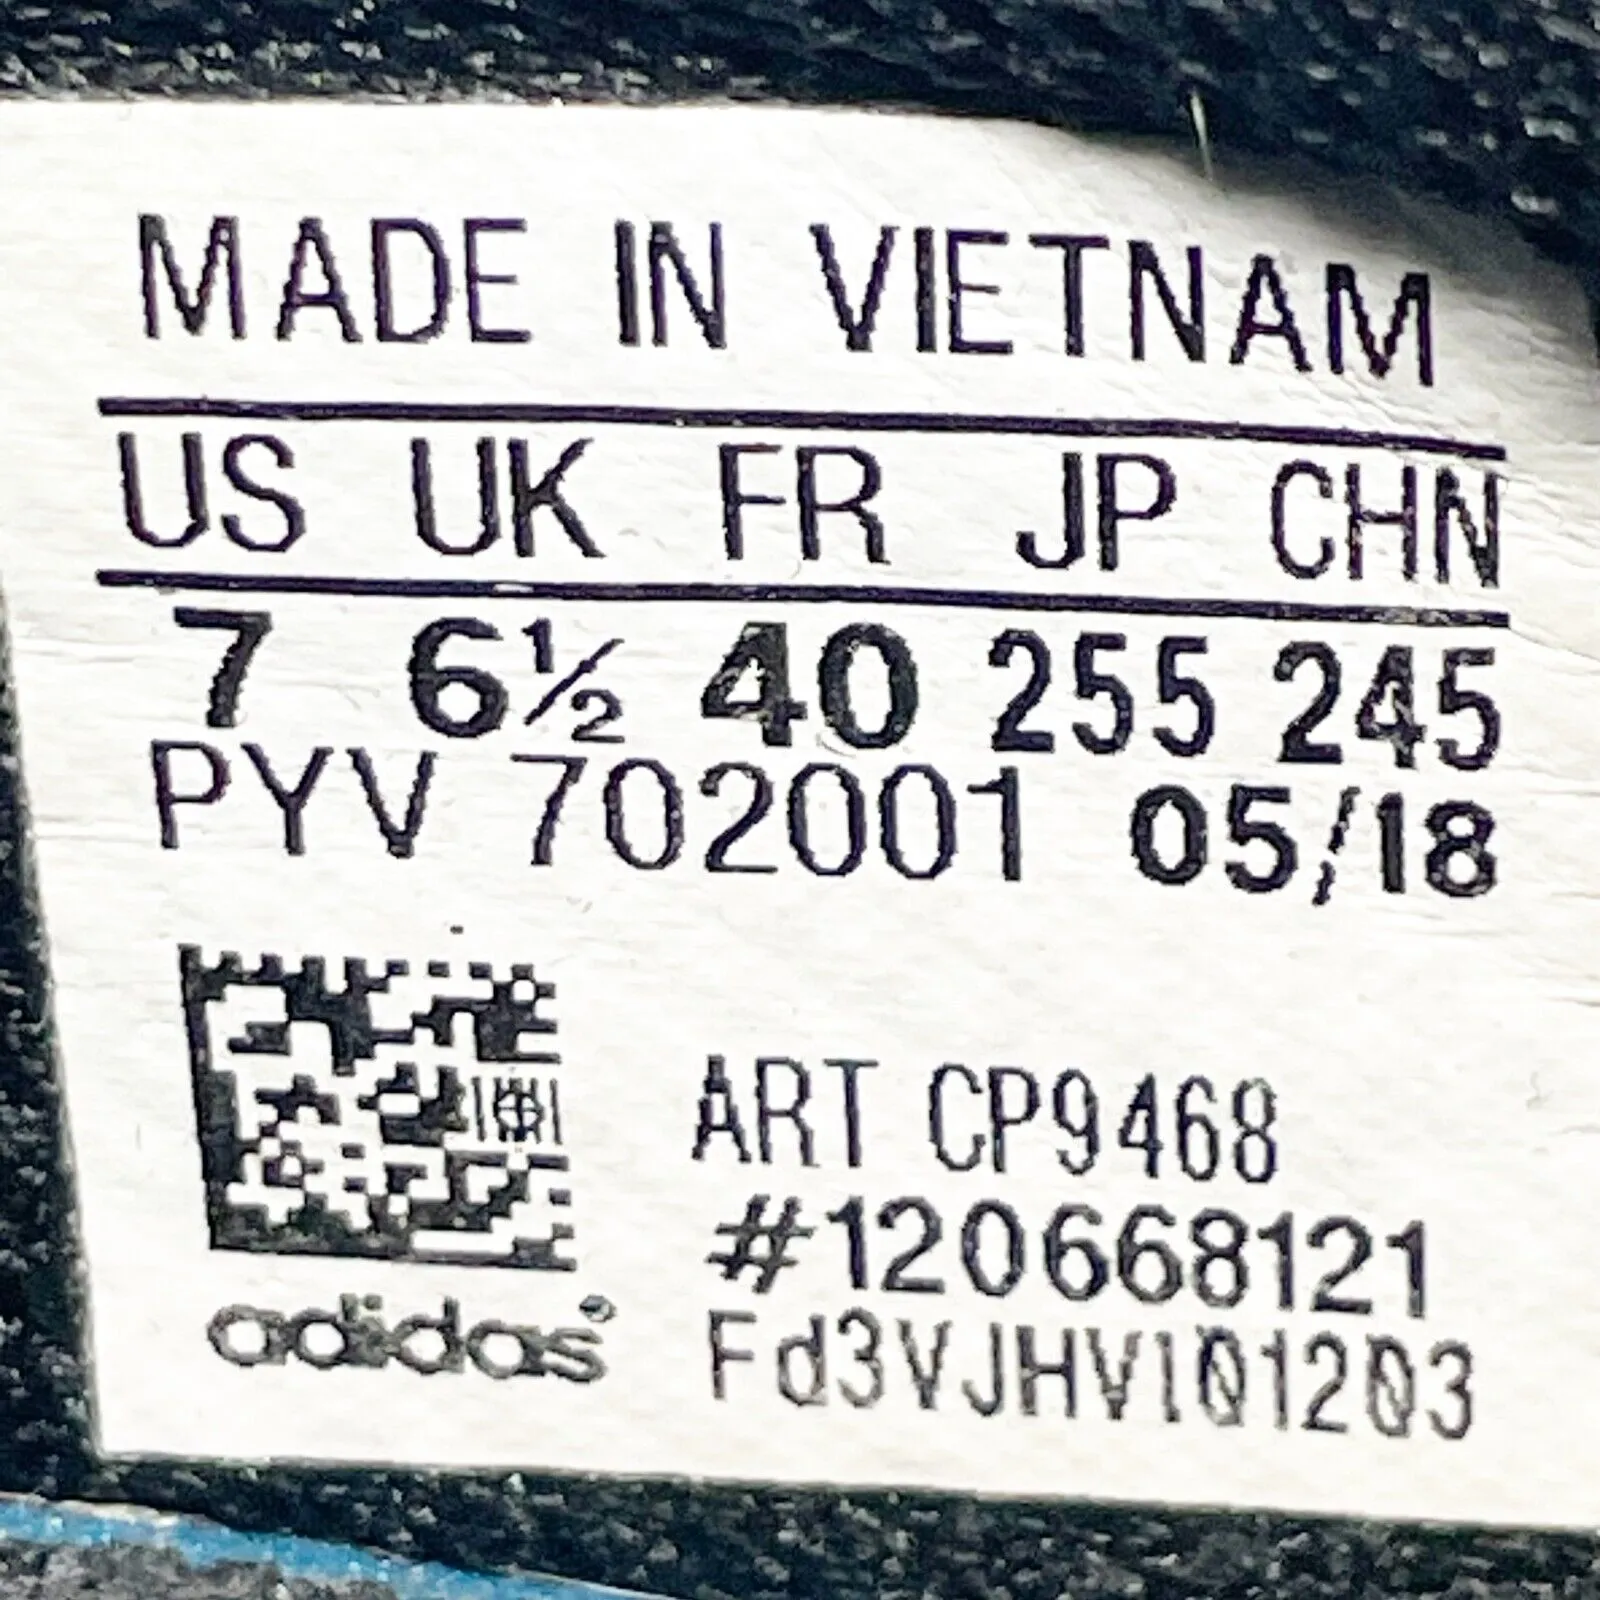 MADE IN VIETNAM
US UK FR JP CHN
7 6½ 40 255 245
PYV 702001 05/18
ART CP9468
#120668121
adidas
Fd3VJHVI01203